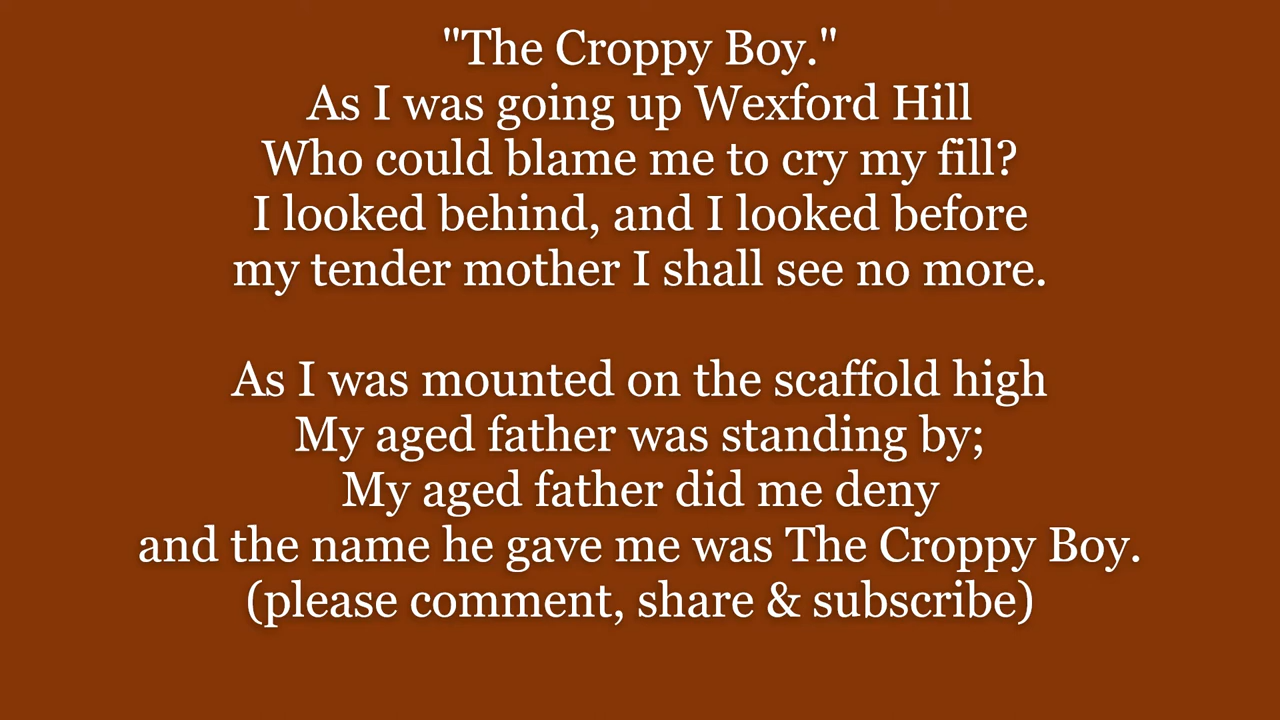 "The Croppy Boy."
As I was going up Wexford Hill
Who could blame me to cry my fill?
I looked behind, and I looked before
my tender mother I shall see no more.
As I was mounted on the scaffold high
My aged father was standing by;
My aged father did me deny
and the name he gave me was The Croppy Boy.
(please comment, share & subscribe)